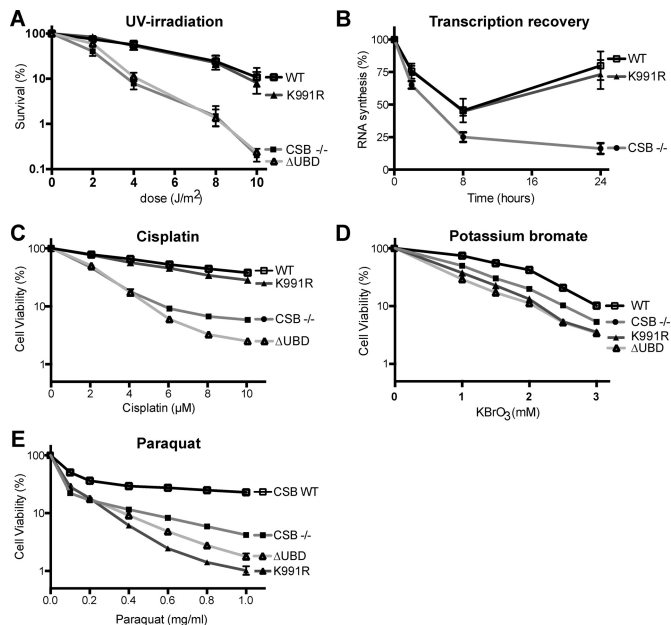 A
UV-irradiation
Survival (%)
100
10
1
0.1
0 2 4 6 8 10
dose (J/m²)
WT
K991R
CSB -/-
ΔUBD
B
Transcription recovery
RNA synthesis (%)
100
75
50
25
0
0 8 16 24
Time (hours)
WT
K991R
CSB -/-
C
Cisplatin
Cell Viability (%)
100
10
1
0 2 4 6 8 10
Cisplatin (µM)
WT
K991R
CSB -/-
ΔUBD
D
Potassium bromate
Cell Viability (%)
100
10
1
0 1 2 3
KBrO3(mM)
WT
CSB -/-
K991R
ΔUBD
E
Paraquat
Cell Viability (%)
100
10
1
0.0 0.2 0.4 0.6 0.8 1.0
Paraquat (mg/ml)
CSB WT
CSB -/-
ΔUBD
K991R